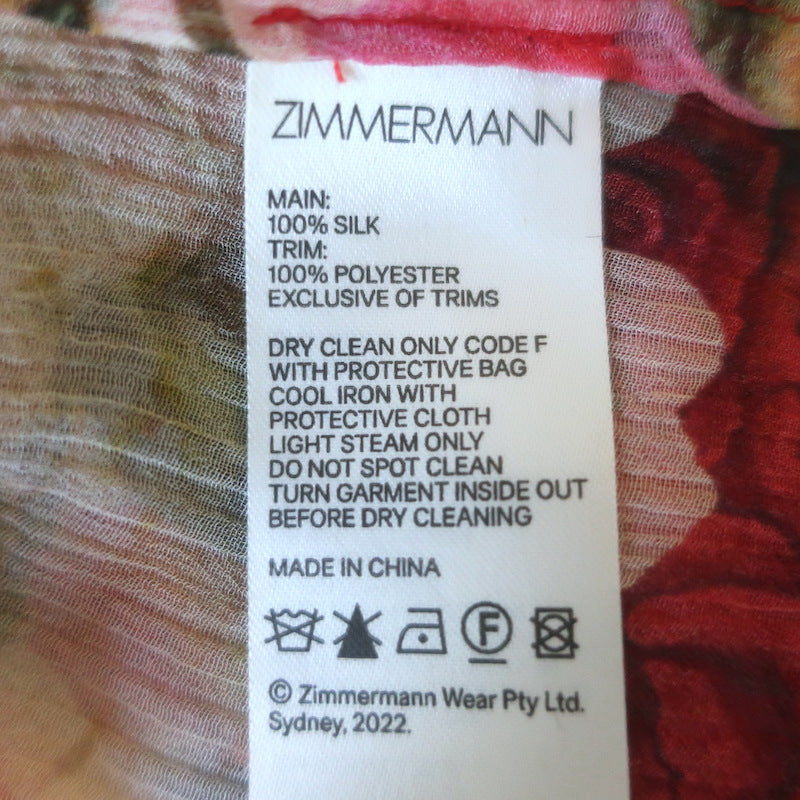 ZIMMERMANN
MAIN:
100% SILK
TRIM:
100% POLYESTER
EXCLUSIVE OF TRIMS
DRY CLEAN ONLY CODE F
WITH PROTECTIVE BAG
COOL IRON WITH
PROTECTIVE CLOTH
LIGHT STEAM ONLY
DO NOT SPOT CLEAN
TURN GARMENT INSIDE OUT
BEFORE DRY CLEANING
MADE IN CHINA
F
© Zimmermann Wear Pty Ltd.
Sydney, 2022.